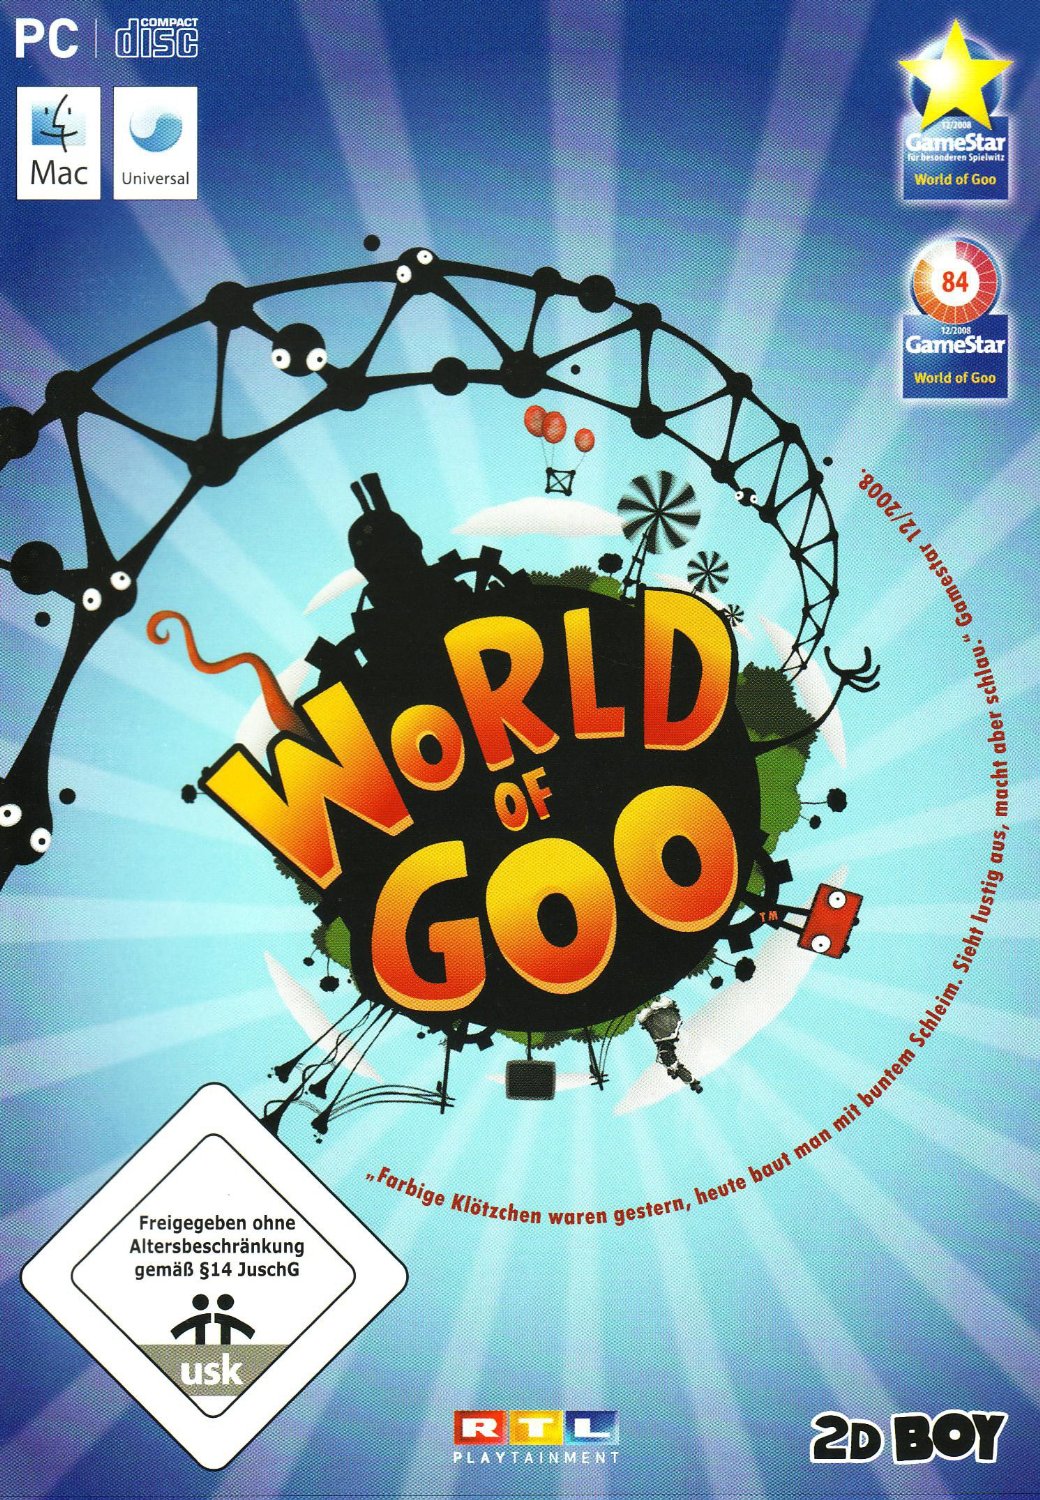 PC
COMPACT
disc
Mac
Universal
12/2008
GameStar
für besonderen Spielwitz
World of Goo
84
12/2008
GameStar
World of Goo
WORLD
OF
GOO
TM
„Farbige Klötzchen waren gestern, heute baut man mit buntem Schleim. Sieht lustig aus, macht aber schlau.“ Gamestar 12/2008.
Freigegeben ohne
Altersbeschränkung
gemäß §14 JuschG
usk
RTL
PLAYTAINMENT
2D BOY